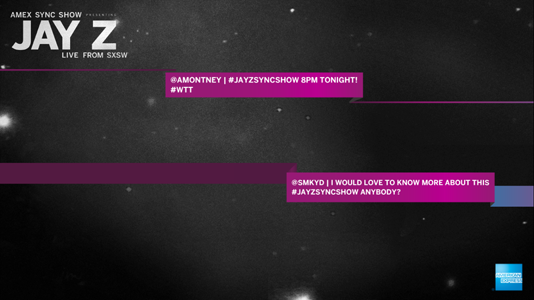 AMEX SYNC SHOW PRESENTING
JAY Z
LIVE FROM SXSW
@AMONTNEY | #JAYZSYNCSHOW 8PM TONIGHT!
#WTT
@SMKYD | I WOULD LOVE TO KNOW MORE ABOUT THIS
#JAYZSYNCSHOW ANYBODY?
AMERICAN
EXPRESS